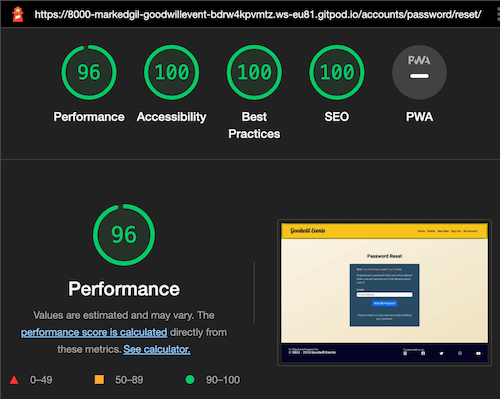 https://8000-markedgil-goodwillevent-bdrw4kpvmtz.ws-eu81.gitpod.io/accounts/password/reset/
96
100
100
100
PWA
Performance
Accessibility
Best
Practices
SEO
PWA
96
Performance
Values are estimated and may vary. The
performance score is calculated directly from
these metrics. See calculator.
0–49
50–89
90–100
Goodwill Events
Password Reset